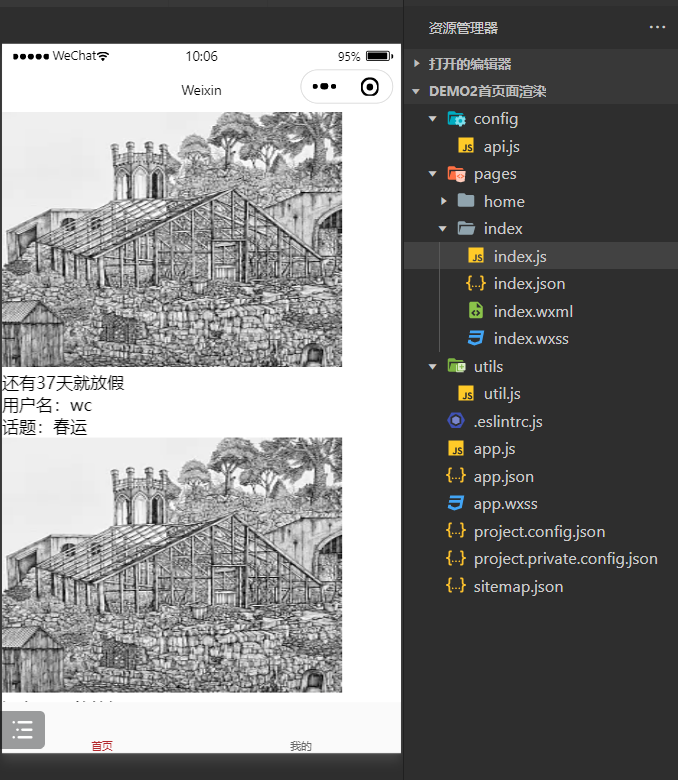 WeChat
10:06
95%
Weixin
还有37天就放假
用户名：wc
话题：春运
首页
我的
资源管理器
打开的编辑器
DEMO2首页面渲染
config
api.js
pages
home
index
index.js
index.json
index.wxml
index.wxss
utils
util.js
.eslintrc.js
app.js
app.json
app.wxss
project.config.json
project.private.config.json
sitemap.json